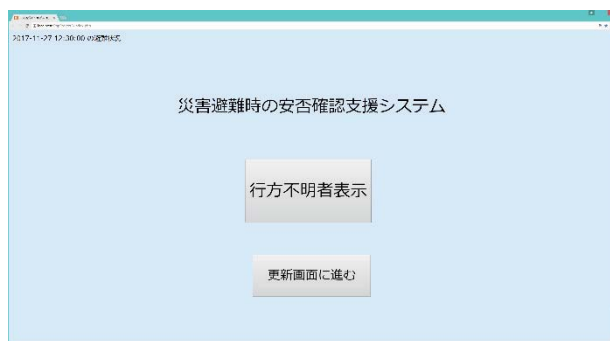 2017-11-27 12:30:00 の避難状況
災害避難時の安否確認支援システム
行方不明者表示
更新画面に進む